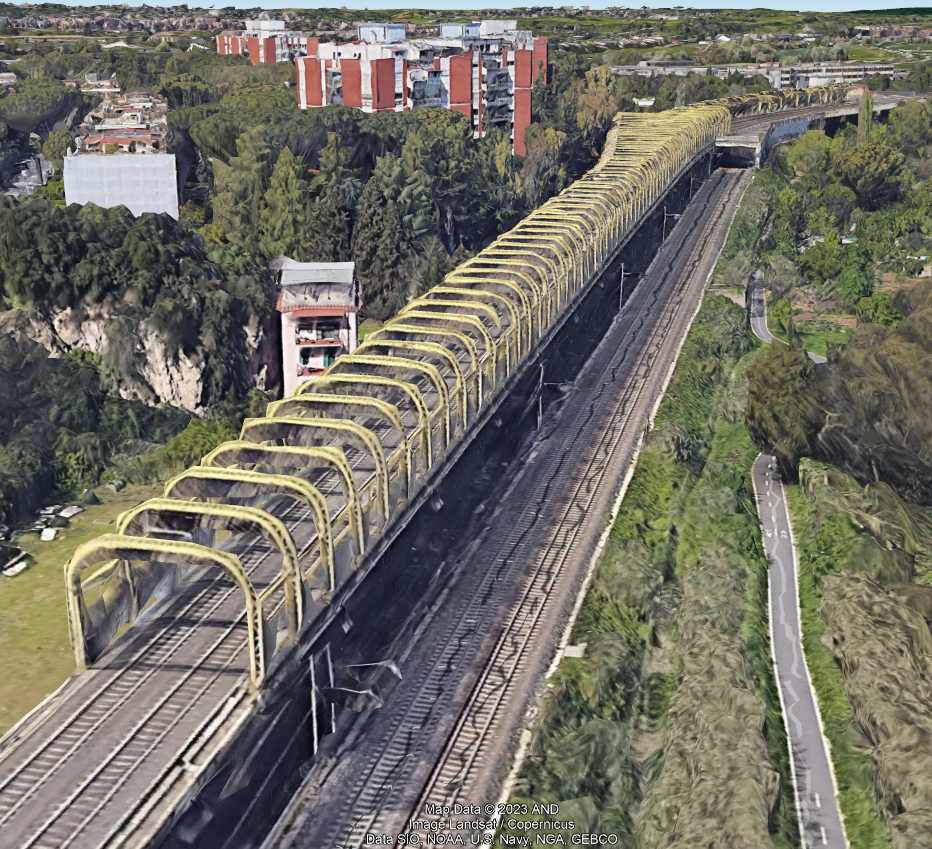 Map Data © 2023 AND
Image Landsat / Copernicus
Data SIO, NOAA, U.S. Navy, NGA, GEBCO